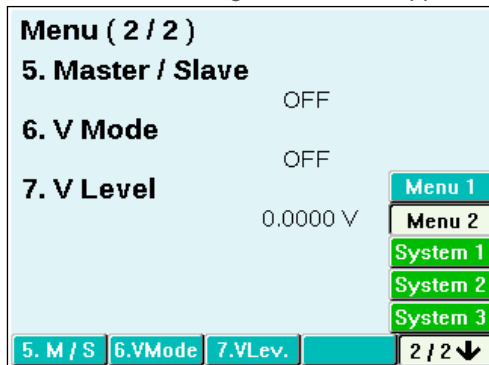 Menu ( 2 / 2 )
5. Master / Slave
OFF
6. V Mode
OFF
7. V Level
0.0000 V
Menu 1
Menu 2
System 1
System 2
System 3
5. M / S 6.VMode 7.VLev. 2 / 2 🡇